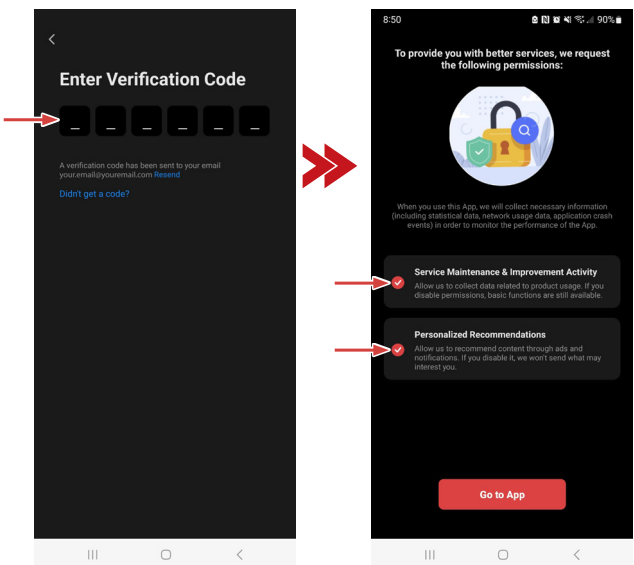 Enter Verification Code
A verification code has been sent to your email
your.email@youremail.com Resend
Didn't get a code?
8:50
90%
To provide you with better services, we request
the following permissions:
When you use this App, we will collect necessary information
(including statistical data, network usage data, application crash
events) in order to monitor the performance of the App.
Service Maintenance & Improvement Activity
Allow us to collect data related to product usage. If you
disable permissions, basic functions are still available.
Personalized Recommendations
Allow us to recommend content through ads and
notifications. If you disable it, we won't send what may
interest you.
Go to App